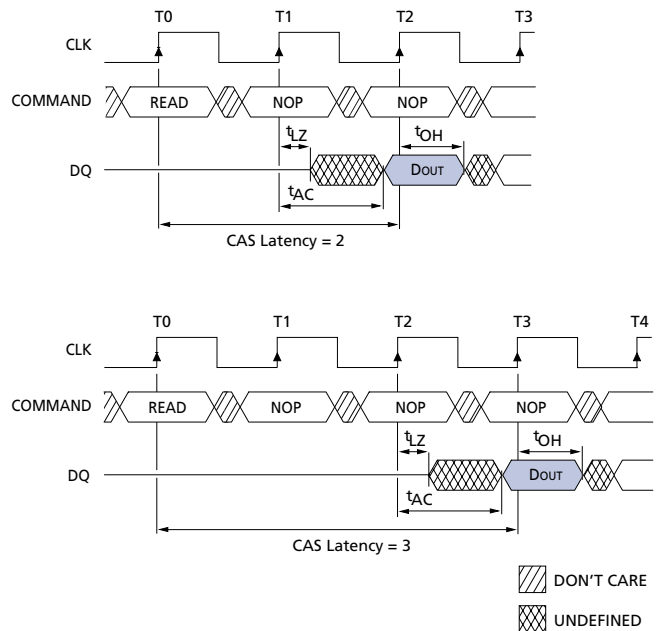 T0 T1 T2 T3
CLK
COMMAND READ NOP NOP
tLZ tOH
DQ DOUT
tAC
CAS Latency = 2
T0 T1 T2 T3 T4
CLK
COMMAND READ NOP NOP NOP
tLZ tOH
DQ DOUT
tAC
CAS Latency = 3
DON'T CARE
UNDEFINED